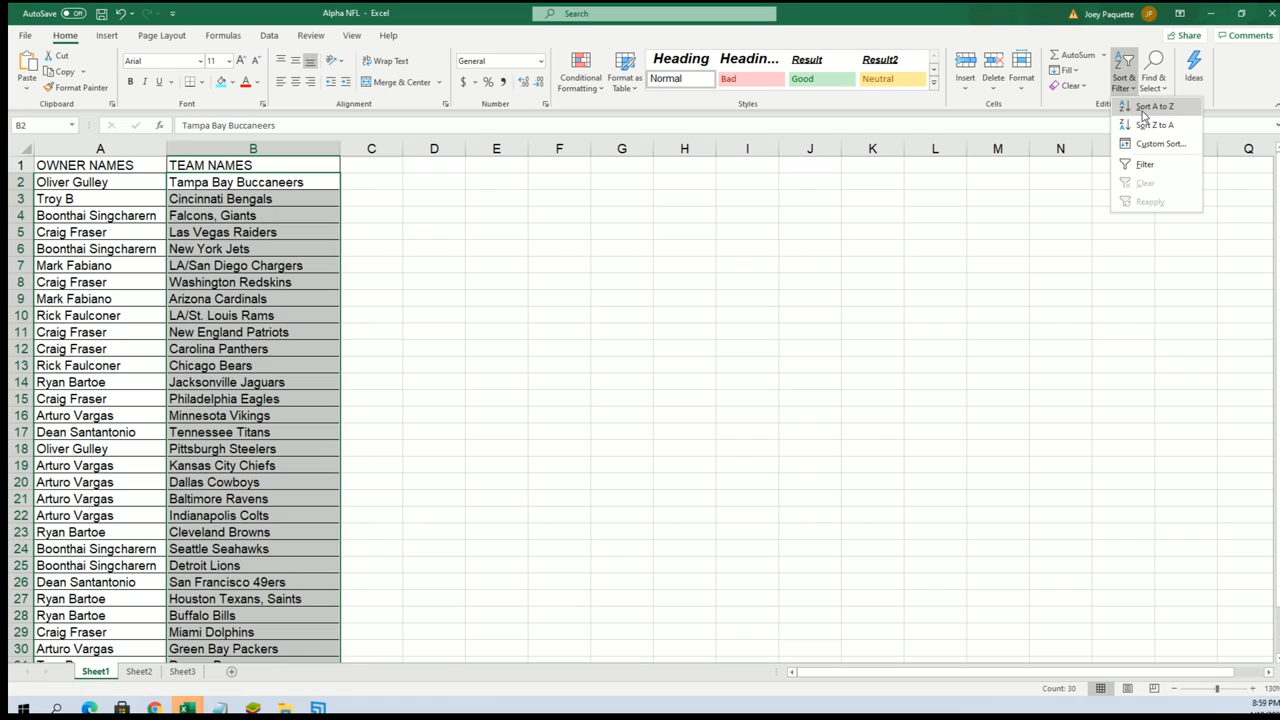 AutoSave Off Alpha NFL - Excel Search Joey Paquette JP
File Home Insert Page Layout Formulas Data Review View Help Share Comments
Paste Cut Copy Format Painter Clipboard
Arial 11 A A B I U A Font
Wrap Text Merge & Center Alignment
General $ % , Number
Conditional Formatting Format as Table Heading Headin... Result Result2 Normal Bad Good Neutral Styles
Insert Delete Format Cells
AutoSum Fill Clear Sort & Filter Find & Select Ideas
Sort A to Z
Sort Z to A
Custom Sort...
Filter
Clear
Reapply
B2 fx Tampa Bay Buccaneers
A B C D E F G H I J K L M N Q
1 OWNER NAMES TEAM NAMES
2 Oliver Gulley Tampa Bay Buccaneers
3 Troy B Cincinnati Bengals
4 Boonthai Singcharern Falcons, Giants
5 Craig Fraser Las Vegas Raiders
6 Boonthai Singcharern New York Jets
7 Mark Fabiano LA/San Diego Chargers
8 Craig Fraser Washington Redskins
9 Mark Fabiano Arizona Cardinals
10 Rick Faulconer LA/St. Louis Rams
11 Craig Fraser New England Patriots
12 Craig Fraser Carolina Panthers
13 Rick Faulconer Chicago Bears
14 Ryan Bartoe Jacksonville Jaguars
15 Craig Fraser Philadelphia Eagles
16 Arturo Vargas Minnesota Vikings
17 Dean Santantonio Tennessee Titans
18 Oliver Gulley Pittsburgh Steelers
19 Arturo Vargas Kansas City Chiefs
20 Arturo Vargas Dallas Cowboys
21 Arturo Vargas Baltimore Ravens
22 Arturo Vargas Indianapolis Colts
23 Ryan Bartoe Cleveland Browns
24 Boonthai Singcharern Seattle Seahawks
25 Boonthai Singcharern Detroit Lions
26 Dean Santantonio San Francisco 49ers
27 Ryan Bartoe Houston Texans, Saints
28 Ryan Bartoe Buffalo Bills
29 Craig Fraser Miami Dolphins
30 Arturo Vargas Green Bay Packers
Sheet1 Sheet2 Sheet3
Count: 30 130%
8:59 PM